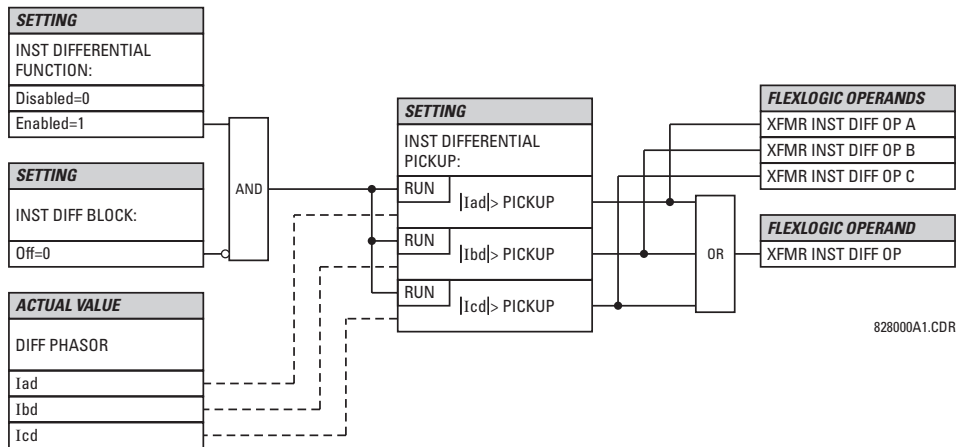 SETTING
INST DIFFERENTIAL
FUNCTION:
Disabled=0
Enabled=1
SETTING
INST DIFF BLOCK:
Off=0
ACTUAL VALUE
DIFF PHASOR
Iad
Ibd
Icd
AND
SETTING
INST DIFFERENTIAL
PICKUP:
RUN
|Iad|> PICKUP
RUN
|Ibd|> PICKUP
RUN
|Icd|> PICKUP
OR
FLEXLOGIC OPERANDS
XFMR INST DIFF OP A
XFMR INST DIFF OP B
XFMR INST DIFF OP C
FLEXLOGIC OPERAND
XFMR INST DIFF OP
828000A1.CDR